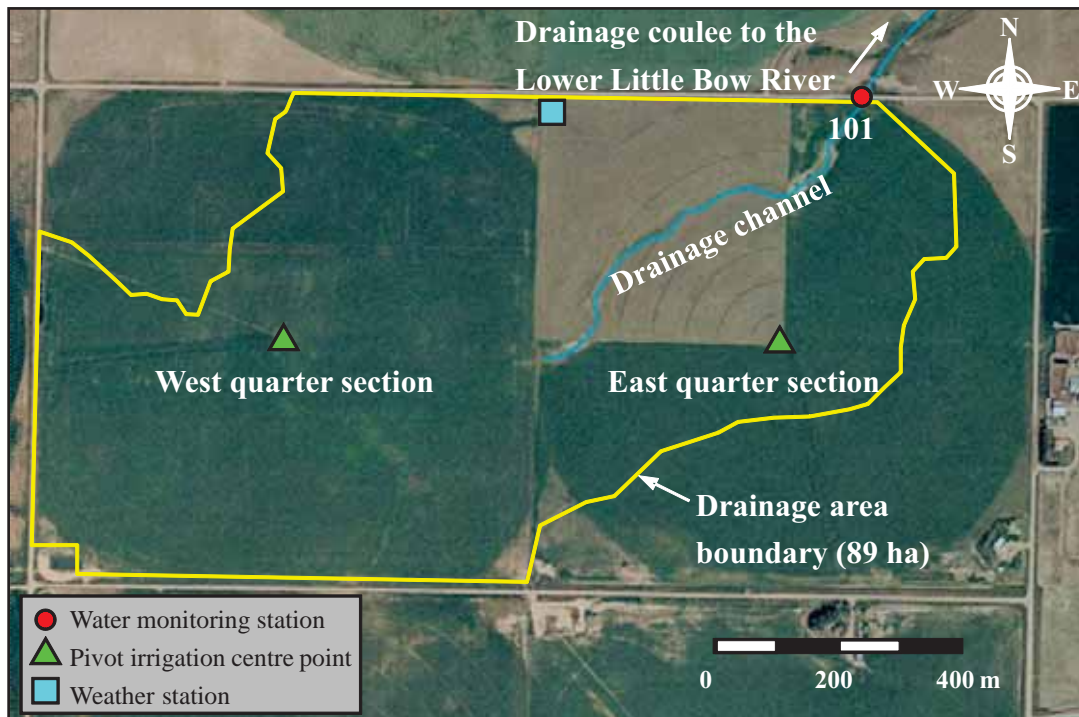 Drainage coulee to the
Lower Little Bow River
N
W E
S
101
Drainage channel
West quarter section
East quarter section
Drainage area
boundary (89 ha)
Water monitoring station
Pivot irrigation centre point
Weather station
0 200 400 m